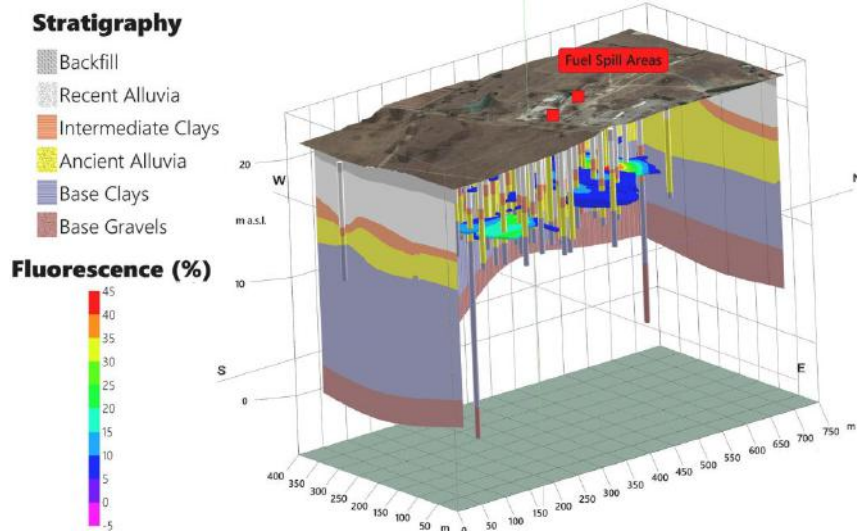 Stratigraphy
Backfill
Recent Alluvia
Intermediate Clays
Ancient Alluvia
Base Clays
Base Gravels
Fluorescence (%)
45
40
35
30
25
20
15
10
5
0
-5
Fuel Spill Areas
20
W
m a.s.l.
10
S
0
N
E
400
350
300
250
200
150
100
50
m
0
50
100
150
200
250
300
350
400
450
500
550
600
650
700
750
m